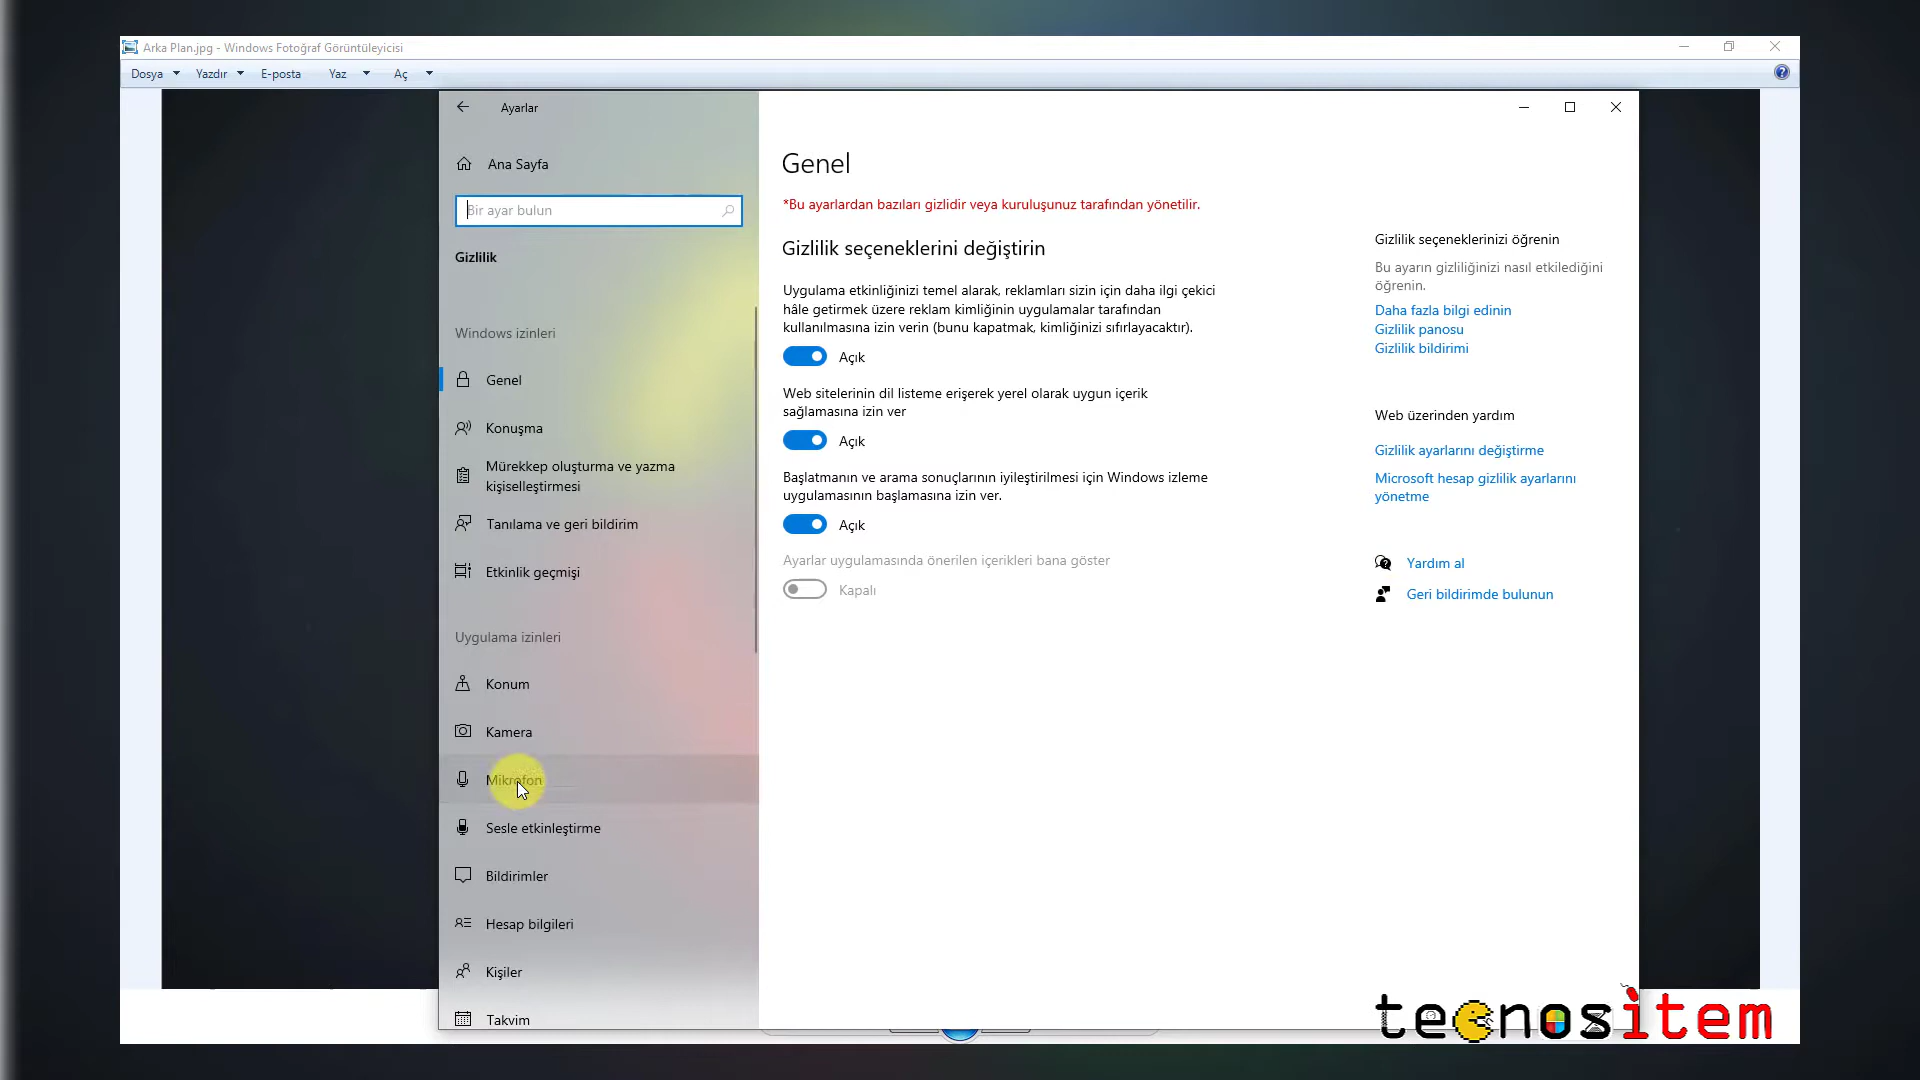 Arka Plan.jpg - Windows Fotoğraf Görüntüleyicisi
Dosya Yazdır E-posta Yaz Aç
Ayarlar
Ana Sayfa
Bir ayar bulun
Gizlilik
Windows izinleri
Genel
Konuşma
Mürekkep oluşturma ve yazma
kişiselleştirmesi
Tanılama ve geri bildirim
Etkinlik geçmişi
Uygulama izinleri
Konum
Kamera
Mikrofon
Sesle etkinleştirme
Bildirimler
Hesap bilgileri
Kişiler
Takvim
Genel
*Bu ayarlardan bazıları gizlidir veya kuruluşunuz tarafından yönetilir.
Gizlilik seçeneklerini değiştirin
Uygulama etkinliğinizi temel alarak, reklamları sizin için daha ilgi çekici
hâle getirmek üzere reklam kimliğinin uygulamalar tarafından
kullanılmasına izin verin (bunu kapatmak, kimliğinizi sıfırlayacaktır).
Açık
Web sitelerinin dil listeme erişerek yerel olarak uygun içerik
sağlamasına izin ver
Açık
Başlatmanın ve arama sonuçlarının iyileştirilmesi için Windows izleme
uygulamasının başlamasına izin ver.
Açık
Ayarlar uygulamasında önerilen içerikleri bana göster
Kapalı
Gizlilik seçeneklerinizi öğrenin
Bu ayarın gizliliğinizi nasıl etkilediğini
öğrenin.
Daha fazla bilgi edinin
Gizlilik panosu
Gizlilik bildirimi
Web üzerinden yardım
Gizlilik ayarlarını değiştirme
Microsoft hesap gizlilik ayarlarını
yönetme
Yardım al
Geri bildirimde bulunun
tecnositem